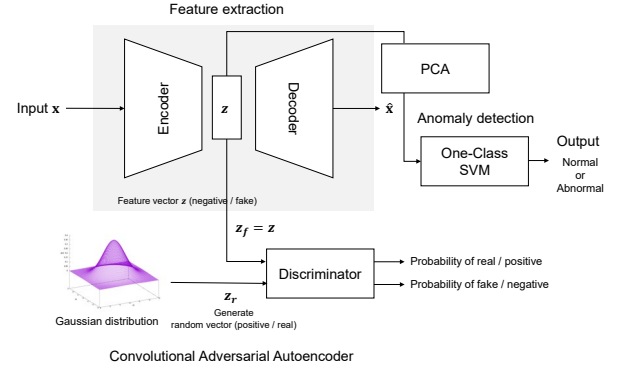 Feature extraction
Input x
Encoder
z
Decoder
x̂
PCA
Anomaly detection
One-Class
SVM
Output
Normal
or
Abnormal
Feature vector z (negative / fake)
z_f = z
Discriminator
Probability of real / positive
Probability of fake / negative
z_r
Generate
random vector (positive / real)
Gaussian distribution
Convolutional Adversarial Autoencoder